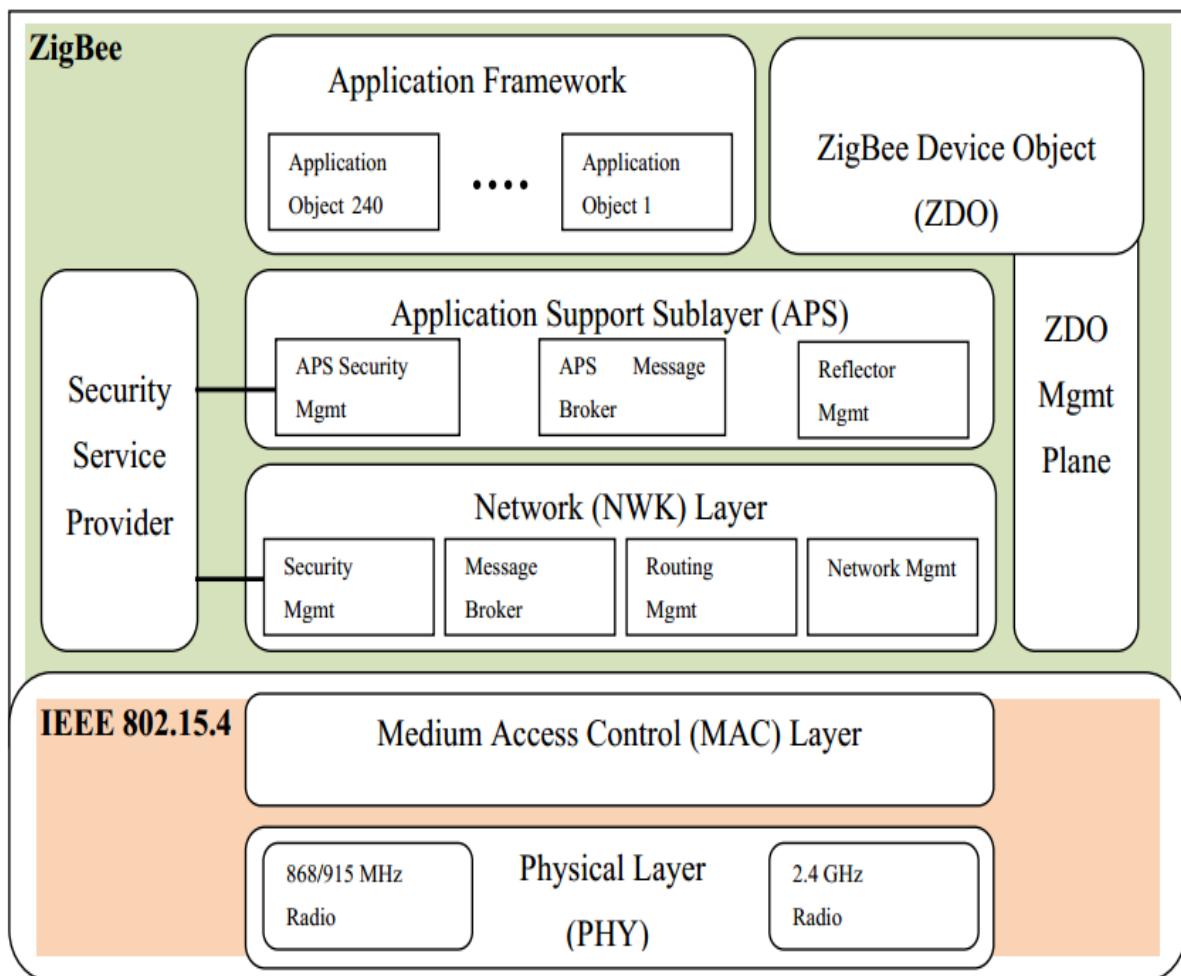 ZigBee
Application Framework
Application
Object 240
Application
Object 1
ZigBee Device Object
(ZDO)
Security
Service
Provider
Application Support Sublayer (APS)
APS Security
Mgmt
APS Message
Broker
Reflector
Mgmt
ZDO
Mgmt
Plane
Network (NWK) Layer
Security
Mgmt
Message
Broker
Routing
Mgmt
Network Mgmt
IEEE 802.15.4
Medium Access Control (MAC) Layer
868/915 MHz
Radio
Physical Layer
(PHY)
2.4 GHz
Radio